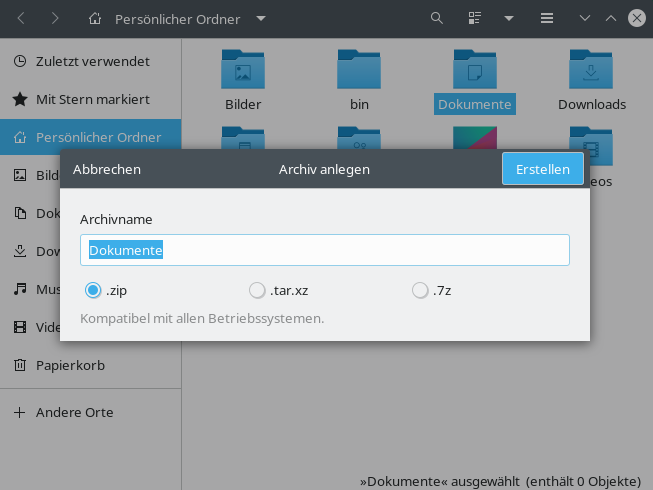 Persönlicher Ordner
Zuletzt verwendet
Mit Stern markiert
Persönlicher Ordner
Bild
Dok
Dow
Mus
Vide
Papierkorb
Andere Orte
Bilder
bin
Dokumente
Downloads
eos
Abbrechen
Archiv anlegen
Erstellen
Archivname
Dokumente
.zip
.tar.xz
.7z
Kompatibel mit allen Betriebssystemen.
»Dokumente« ausgewählt (enthält 0 Objekte)